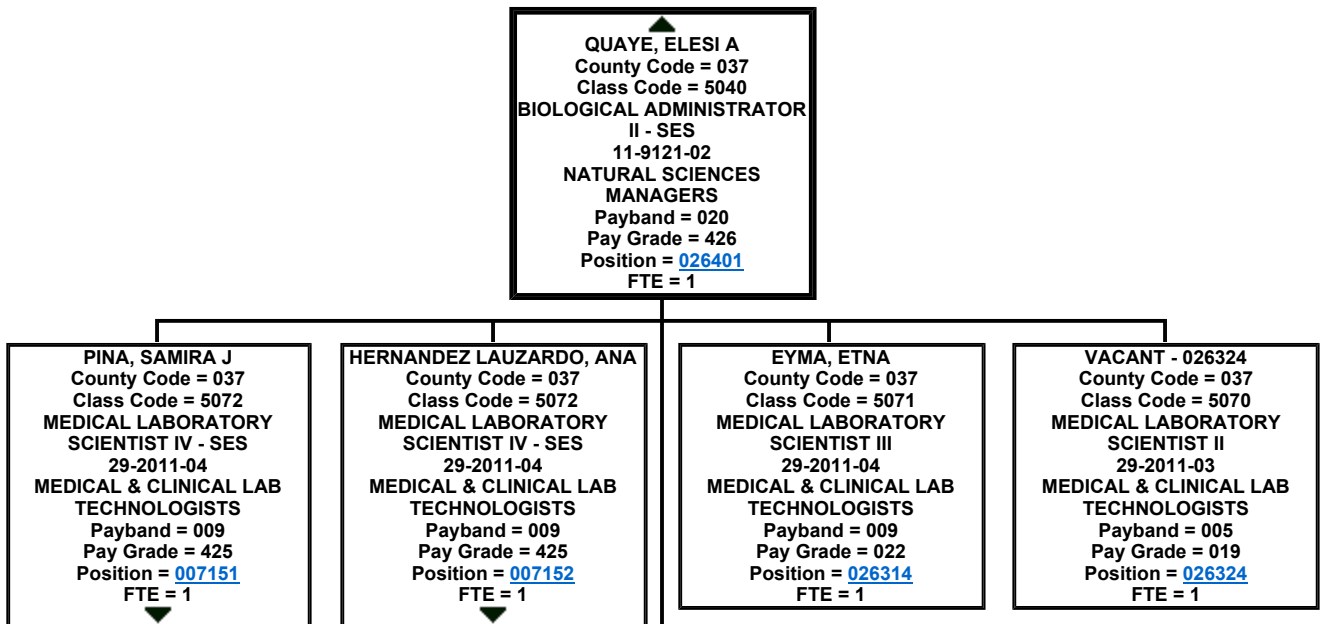 QUAYE, ELESI A
County Code = 037
Class Code = 5040
BIOLOGICAL ADMINISTRATOR
II - SES
11-9121-02
NATURAL SCIENCES
MANAGERS
Payband = 020
Pay Grade = 426
Position = 026401
FTE = 1
PINA, SAMIRA J
County Code = 037
Class Code = 5072
MEDICAL LABORATORY
SCIENTIST IV - SES
29-2011-04
MEDICAL & CLINICAL LAB
TECHNOLOGISTS
Payband = 009
Pay Grade = 425
Position = 007151
FTE = 1
HERNANDEZ LAUZARDO, ANA
County Code = 037
Class Code = 5072
MEDICAL LABORATORY
SCIENTIST IV - SES
29-2011-04
MEDICAL & CLINICAL LAB
TECHNOLOGISTS
Payband = 009
Pay Grade = 425
Position = 007152
FTE = 1
EYMA, ETNA
County Code = 037
Class Code = 5071
MEDICAL LABORATORY
SCIENTIST III
29-2011-04
MEDICAL & CLINICAL LAB
TECHNOLOGISTS
Payband = 009
Pay Grade = 022
Position = 026314
FTE = 1
VACANT - 026324
County Code = 037
Class Code = 5070
MEDICAL LABORATORY
SCIENTIST II
29-2011-03
MEDICAL & CLINICAL LAB
TECHNOLOGISTS
Payband = 005
Pay Grade = 019
Position = 026324
FTE = 1